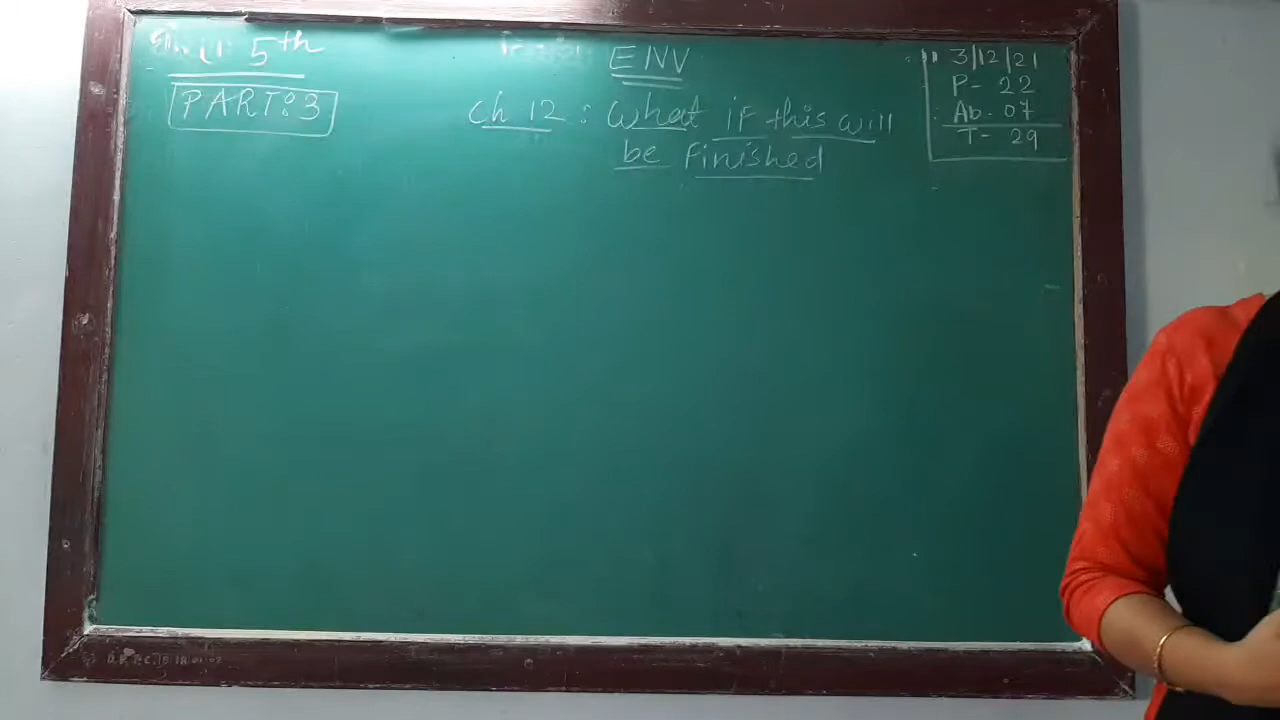 5th
PART:3
ENV
Ch 12 : What if this will
be finished
3/12/21
P- 22
Ab- 07
T- 29